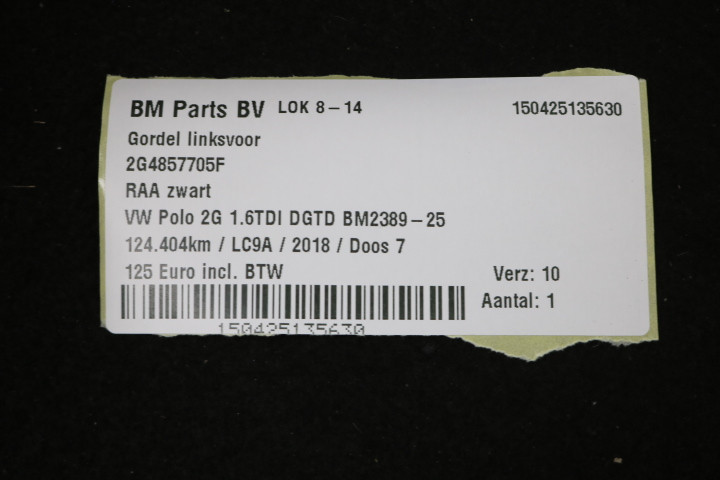 BM Parts BV LOK 8-14 150425135630
Gordel linksvoor
2G4857705F
RAA zwart
VW Polo 2G 1.6TDI DGTD BM2389-25
124.404km / LC9A / 2018 / Doos 7
125 Euro incl. BTW Verz: 10
Aantal: 1
150425135630